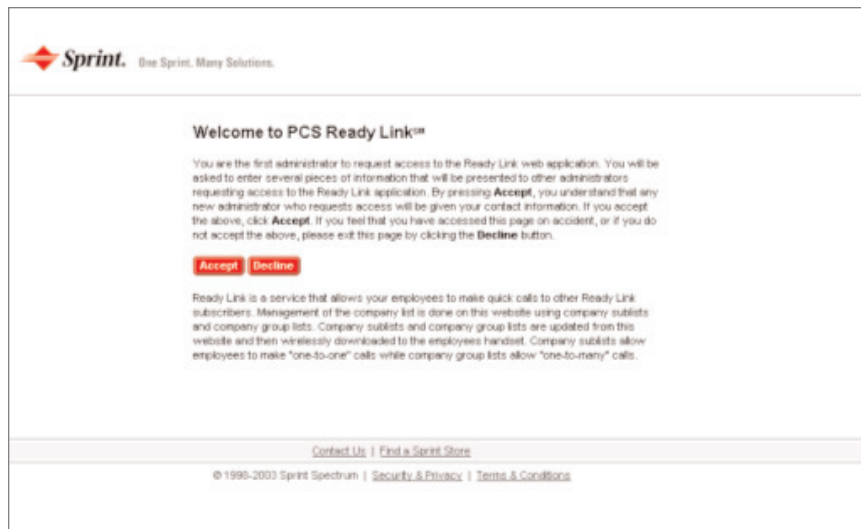 Sprint. One Sprint. Many Solutions.
Welcome to PCS Ready Link℠
You are the first administrator to request access to the Ready Link web application. You will be
asked to enter several pieces of information that will be presented to other administrators
requesting access to the Ready Link application. By pressing Accept, you understand that any
new administrator who requests access will be given your contact information. If you accept
the above, click Accept. If you feel that you have accessed this page on accident, or if you do
not accept the above, please exit this page by clicking the Decline button.
Accept Decline
Ready Link is a service that allows your employees to make quick calls to other Ready Link
subscribers. Management of the company list is done on this website using company sublists
and company group lists. Company sublists and company group lists are updated from this
website and then wirelessly downloaded to the employees handset. Company sublists allow
employees to make "one-to-one" calls while company group lists allow "one-to-many" calls.
Contact Us | Find a Sprint Store
© 1998-2003 Sprint Spectrum | Security & Privacy | Terms & Conditions